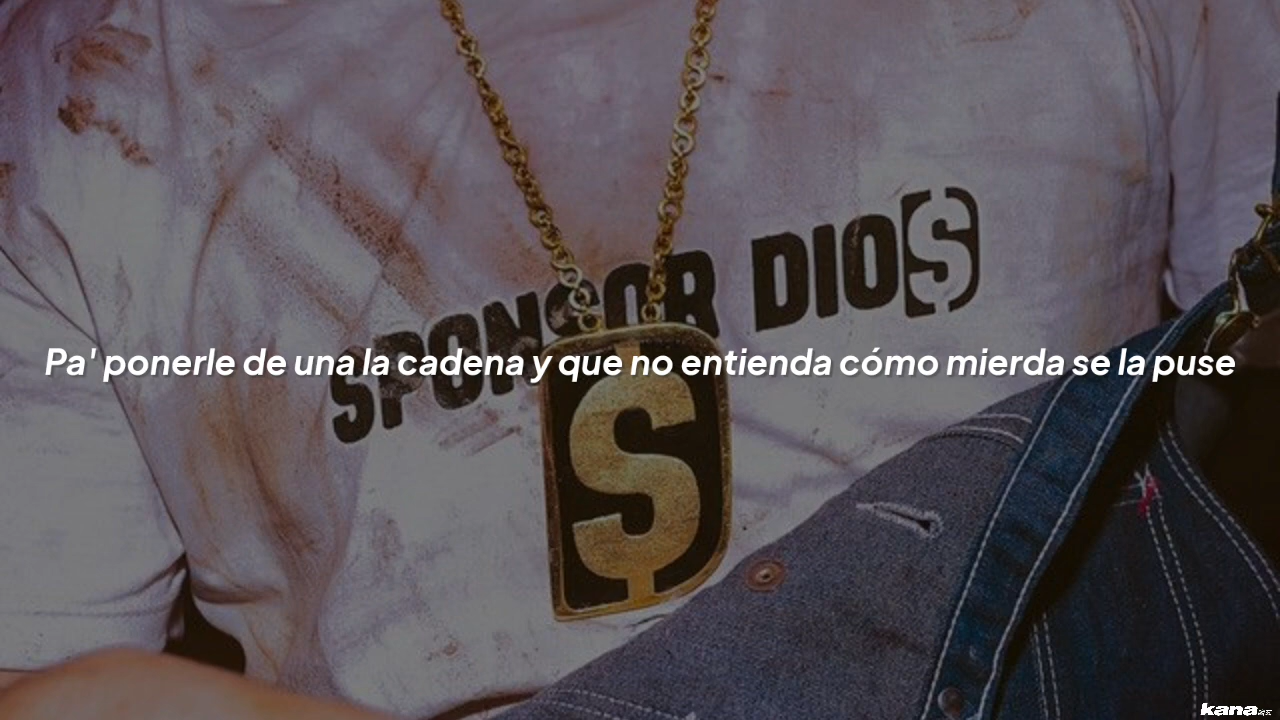 SPONSOR DIO$
Pa' ponerle de una la cadena y que no entienda cómo mierda se la puse
$
kana.